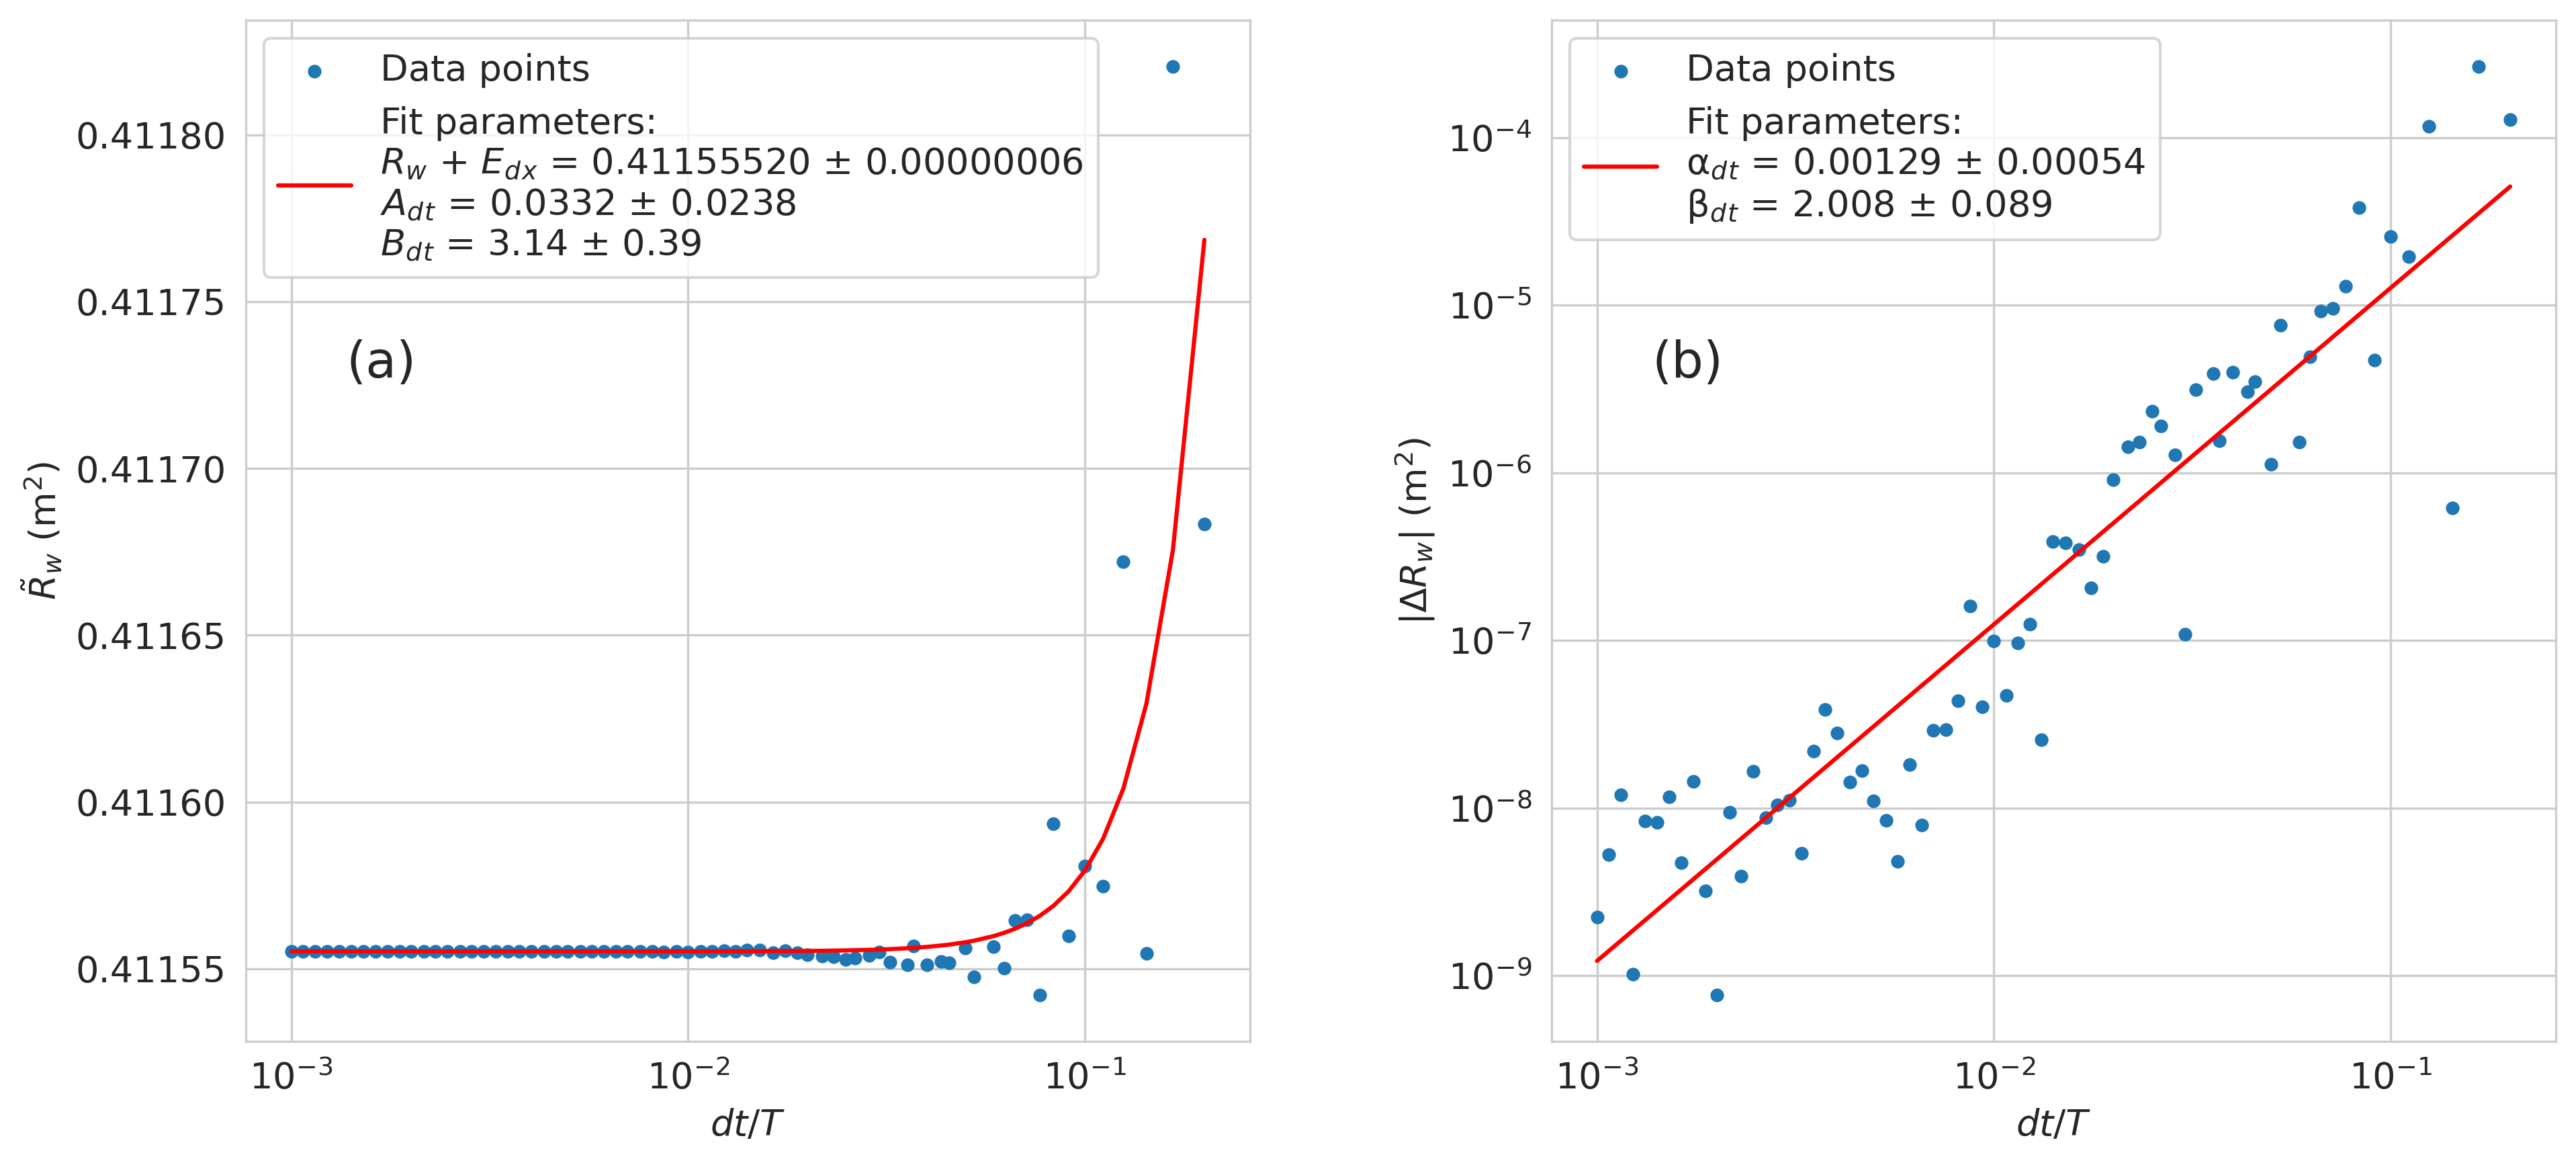 Data points
Fit parameters:
R_w + E_dx = 0.41155520 ± 0.00000006
A_dt = 0.0332 ± 0.0238
B_dt = 3.14 ± 0.39
(a)
0.41180
0.41175
0.41170
0.41165
0.41160
0.41155
R̃_w (m²)
10⁻³ 10⁻² 10⁻¹
dt/T
Data points
Fit parameters:
α_dt = 0.00129 ± 0.00054
β_dt = 2.008 ± 0.089
(b)
10⁻⁴
10⁻⁵
10⁻⁶
10⁻⁷
10⁻⁸
10⁻⁹
|ΔR_w| (m²)
10⁻³ 10⁻² 10⁻¹
dt/T